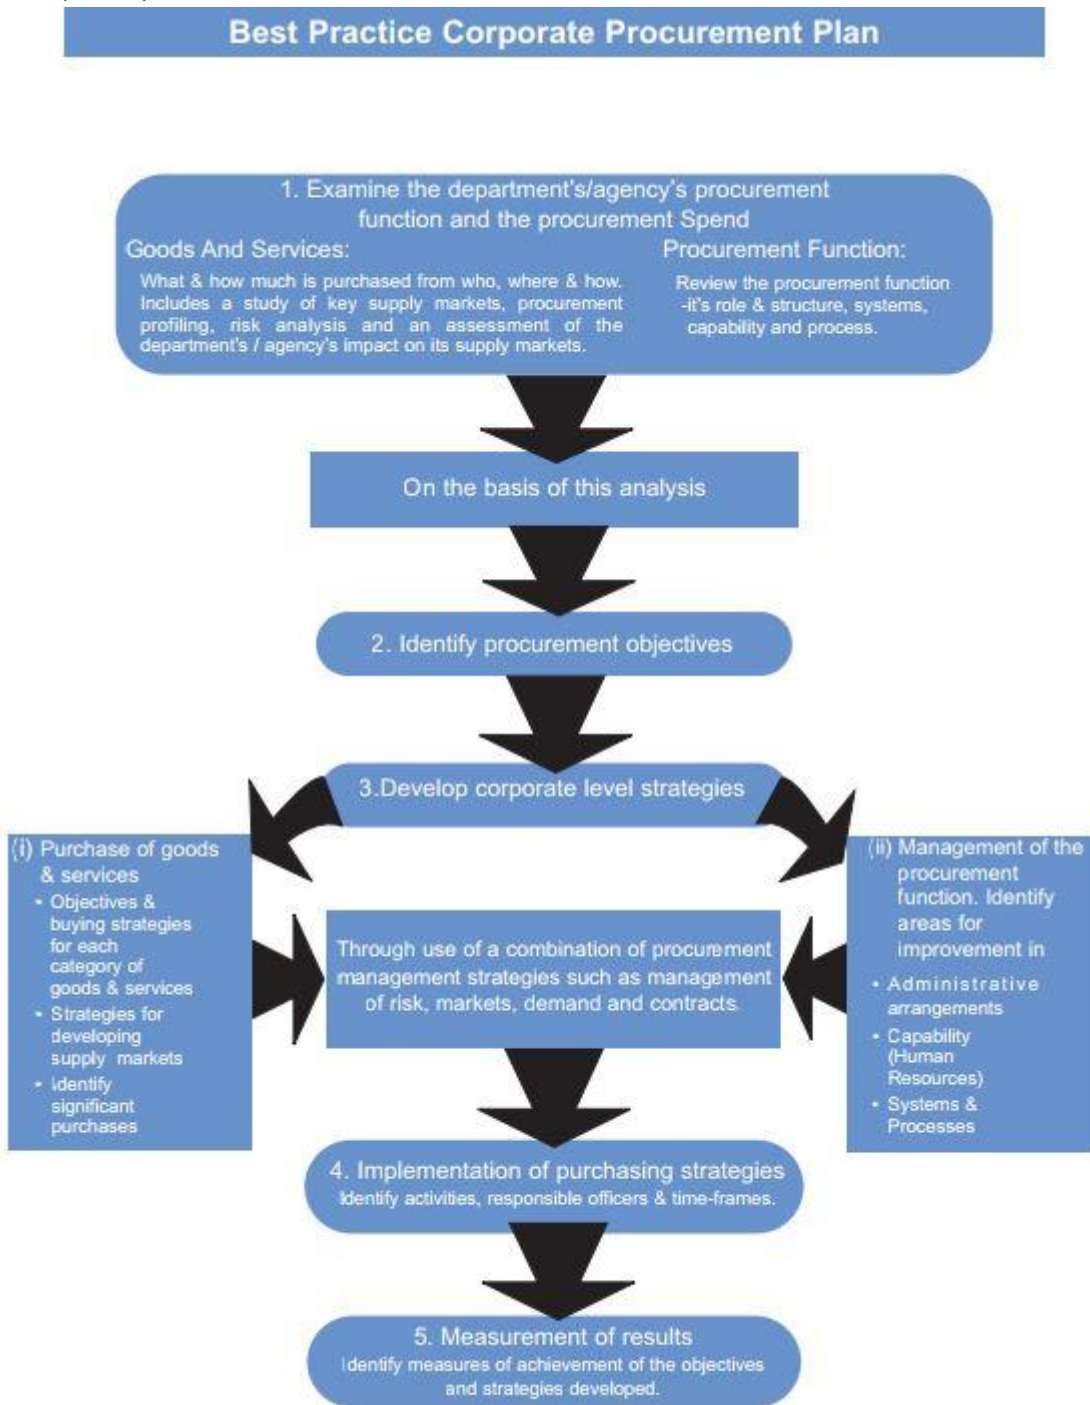 Best Practice Corporate Procurement Plan
1. Examine the department's/agency's procurement
function and the procurement Spend
Goods And Services:
What & how much is purchased from who, where & how.
Includes a study of key supply markets, procurement
profiling, risk analysis and an assessment of the
department's / agency's impact on its supply markets.
Procurement Function:
Review the procurement function
-it's role & structure, systems,
capability and process.
On the basis of this analysis
2. Identify procurement objectives
3.Develop corporate level strategies
(i) Purchase of goods
& services
• Objectives &
buying strategies
for each
category of
goods & services
• Strategies for
developing
supply markets
• Identify
significant
purchases
Through use of a combination of procurement
management strategies such as management
of risk, markets, demand and contracts.
(ii) Management of the
procurement
function. Identify
areas for
improvement in
• Administrative
arrangements
• Capability
(Human
Resources)
• Systems &
Processes
4. Implementation of purchasing strategies
Identify activities, responsible officers & time-frames.
5. Measurement of results
Identify measures of achievement of the objectives
and strategies developed.